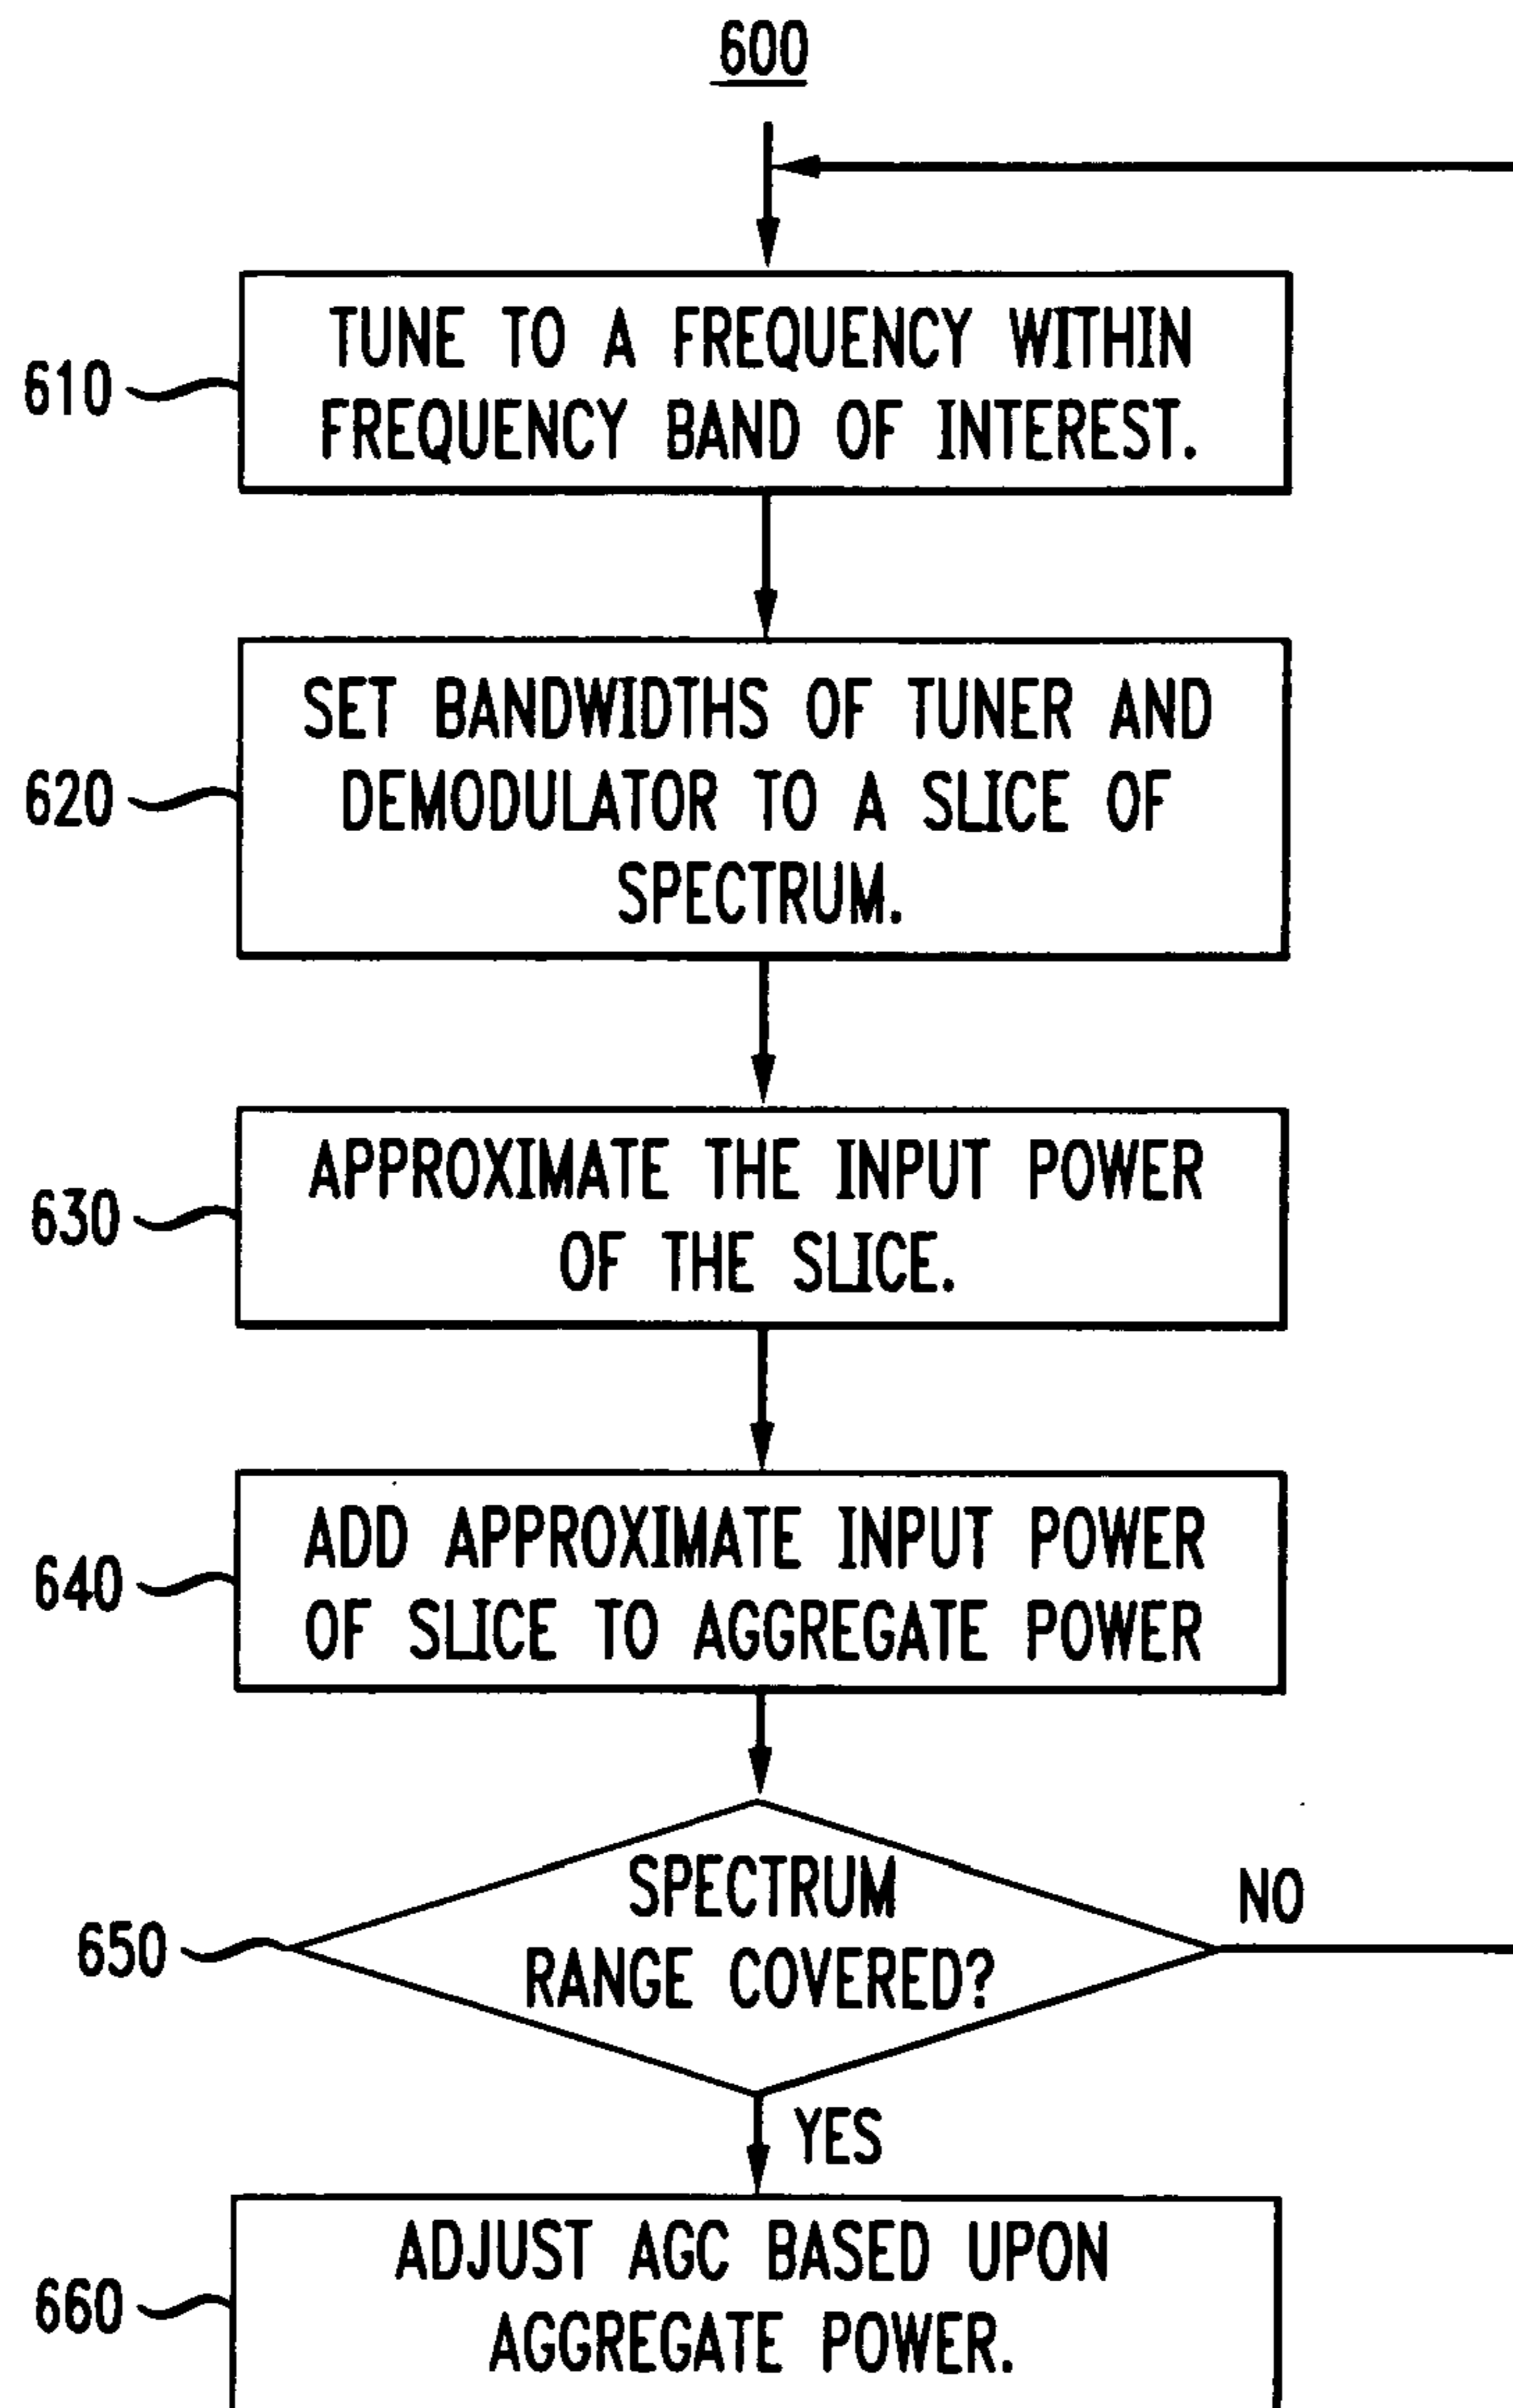 600
610
TUNE TO A FREQUENCY WITHIN
FREQUENCY BAND OF INTEREST.
620
SET BANDWIDTHS OF TUNER AND
DEMODULATOR TO A SLICE OF
SPECTRUM.
630
APPROXIMATE THE INPUT POWER
OF THE SLICE.
640
ADD APPROXIMATE INPUT POWER
OF SLICE TO AGGREGATE POWER
650
SPECTRUM
RANGE COVERED?
NO
YES
660
ADJUST AGC BASED UPON
AGGREGATE POWER.